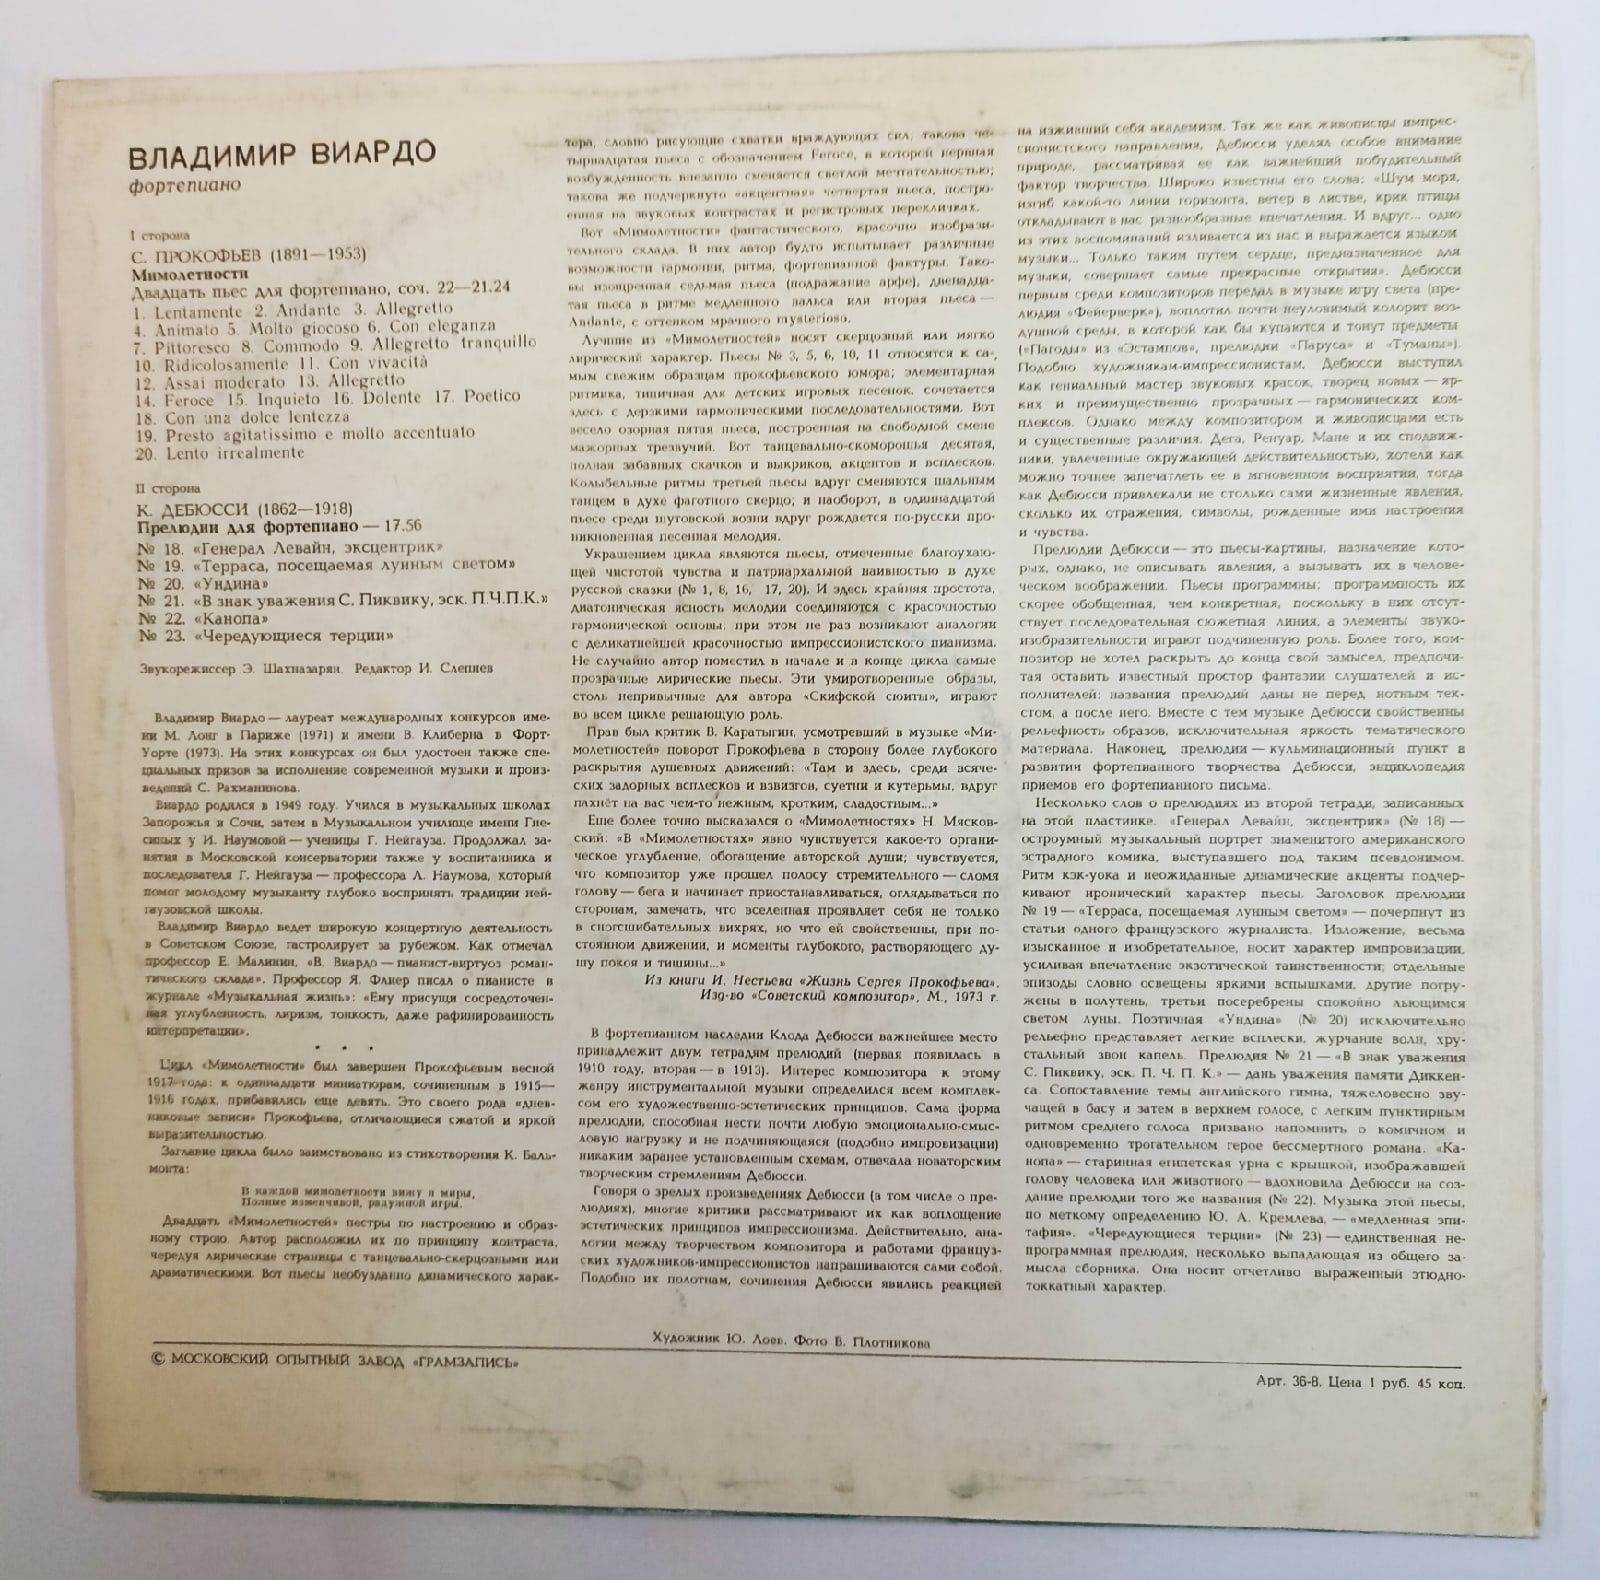 ВЛАДИМИР ВИАРДО
фортепиано
I сторона
С. ПРОКОФЬЕВ (1891—1953)
Мимолетности
Двадцать пьес для фортепиано, соч. 22—21.24
1. Lentamente 2. Andante 3. Allegretto
4. Animato 5. Molto giocoso 6. Con eleganza
7. Pittoresco 8. Commodo 9. Allegretto tranquillo
10. Ridicolosamente 11. Con vivacità
12. Assai moderato 13. Allegretto
14. Feroce 15. Inquieto 16. Dolente 17. Poetico
18. Con una dolce lentezza
19. Presto agitatissimo e molto accentuato
20. Lento irrealmente
II сторона
К. ДЕБЮССИ (1862—1918)
Прелюдии для фортепиано — 17.56
№ 18. «Генерал Левайн, эксцентрик»
№ 19. «Терраса, посещаемая лунным светом»
№ 20. «Ундина»
№ 21. «В знак уважения С. Пиквику, эск. П.Ч.П.К.»
№ 22. «Канопа»
№ 23. «Чередующиеся терции»
Звукорежиссер Э. Шахназарян. Редактор И. Слепнев
Владимир Виардо — лауреат международных конкурсов име-
ни М. Лонг в Париже (1971) и имени В. Клиберна в Форт-
Уорте (1973). На этих конкурсах он был удостоен также спе-
циальных призов за исполнение современной музыки и произ-
ведений С. Рахманинова.
Виардо родился в 1949 году. Учился в музыкальных школах
Запорожья и Сочи, затем в Музыкальном училище имени Гне-
синых у И. Наумовой — ученицы Г. Нейгауза. Продолжал за-
нятия в Московской консерватории также у воспитанника и
последователя Г. Нейгауза — профессора Л. Наумова, который
помог молодому музыканту глубоко воспринять традиции ней-
гаузовской школы.
Владимир Виардо ведет широкую концертную деятельность
в Советском Союзе, гастролирует за рубежом. Как отмечал
профессор Е. Малинин, «В. Виардо — пианист-виртуоз роман-
тического склада». Профессор Я. Флиер писал о пианисте в
журнале «Музыкальная жизнь»: «Ему присущи сосредоточен-
ная углубленность, лиризм, тонкость, даже рафинированность
интерпретации».
* * *
Цикл «Мимолетности» был завершен Прокофьевым весной
1917 года: к одиннадцати миниатюрам, сочиненным в 1915—
1916 годах, прибавились еще девять. Это своего рода «днев-
никовые записи» Прокофьева, отличающиеся сжатой и яркой
выразительностью.
Заглавие цикла было заимствовано из стихотворения К. Баль-
монта:
В каждой мимолетности вижу я миры,
Полные изменчивой, радужной игры.
Двадцать «Мимолетностей» пестры по настроению и образ-
ному строю. Автор расположил их по принципу контраста,
чередуя лирические страницы с танцевально-скерцозными или
драматическими. Вот пьесы необузданно динамического харак-
тера, словно рисующие схватки враждующих сил; такова че-
тырнадцатая пьеса с обозначением Feroce, в которой нервная
возбужденность внезапно сменяется светлой мечтательностью;
такова же подчеркнуто «акцентная» четвертая пьеса, постро-
енная на звуковых контрастах и регистровых перекличках.
Вот «Мимолетности» фантастического, красочно изобрази-
тельного склада. В них автор будто испытывает различные
возможности гармонии, ритма, фортепианной фактуры. Тако-
вы изощренная седьмая пьеса (подражание арфе), двенадца-
тая пьеса в ритме медленного вальса или вторая пьеса —
Andante, с оттенком мрачного mysterioso.
Лучшие из «Мимолетностей» носят скерцозный или мягко
лирический характер. Пьесы № 3, 5, 6, 10, 11 относятся к са-
мым свежим образцам прокофьевского юмора; элементарная
ритмика, типичная для детских игровых песенок, сочетается
здесь с дерзкими гармоническими последовательностями. Вот
весело озорная пятая пьеса, построенная на свободной смене
мажорных трезвучий. Вот танцевально-скоморошья десятая,
полная забавных скачков и выкриков, акцентов и всплесков.
Колыбельные ритмы третьей пьесы вдруг сменяются шальным
танцем в духе фаготного скерцо; и наоборот, в одиннадцатой
пьесе среди шутовской возни вдруг рождается по-русски про-
никновенная песенная мелодия.
Украшением цикла являются пьесы, отмеченные благоухаю-
щей чистотой чувства и патриархальной наивностью в духе
русской сказки (№ 1, 8, 16, 17, 20). И здесь крайняя простота,
диатоническая ясность мелодии соединяются с красочностью
гармонической основы; при этом не раз возникают аналогии
с деликатнейшей красочностью импрессионистского пианизма.
Не случайно автор поместил в начале и в конце цикла самые
прозрачные лирические пьесы. Эти умиротворенные образы,
столь непривычные для автора «Скифской сюиты», играют
во всем цикле решающую роль.
Прав был критик В. Каратыгин, усмотревший в музыке «Ми-
молетностей» поворот Прокофьева в сторону более глубокого
раскрытия душевных движений: «Там и здесь, среди всяче-
ских задорных всплесков и взвизгов, суетни и кутерьмы, вдруг
пахнёт на вас чем-то нежным, кротким, сладостным...»
Еще более точно высказался о «Мимолетностях» Н. Мясков-
ский: «В «Мимолетностях» явно чувствуется какое-то органи-
ческое углубление, обогащение авторской души; чувствуется,
что композитор уже прошел полосу стремительного — сломя
голову — бега и начинает приостанавливаться, оглядываться по
сторонам, замечать, что вселенная проявляет себя не только
в сногсшибательных вихрях, но что ей свойственны, при по-
стоянном движении, и моменты глубокого, растворяющего ду-
шу покоя и тишины...»
Из книги И. Нестьева «Жизнь Сергея Прокофьева».
Изд-во «Советский композитор», М., 1973 г.
В фортепианном наследии Клода Дебюсси важнейшее место
принадлежит двум тетрадям прелюдий (первая появилась в
1910 году, вторая — в 1913). Интерес композитора к этому
жанру инструментальной музыки определился всем комплек-
сом его художественно-эстетических принципов. Сама форма
прелюдии, способная нести почти любую эмоционально-смыс-
ловую нагрузку и не подчиняющаяся (подобно импровизации)
никаким заранее установленным схемам, отвечала новаторским
творческим стремлениям Дебюсси.
Говоря о зрелых произведениях Дебюсси (в том числе о пре-
людиях), многие критики рассматривают их как воплощение
эстетических принципов импрессионизма. Действительно, ана-
логии между творчеством композитора и работами француз-
ских художников-импрессионистов напрашиваются сами собой.
Подобно их полотнам, сочинения Дебюсси явились реакцией
на изживший себя академизм. Так же как живописцы импрес-
сионистского направления, Дебюсси уделял особое внимание
природе, рассматривая ее как важнейший побудительный
фактор творчества. Широко известны его слова: «Шум моря,
изгиб какой-то линии горизонта, ветер в листве, крик птицы
откладывают в нас разнообразные впечатления. И вдруг... одно
из этих воспоминаний изливается из нас и выражается языком
музыки... Только таким путем сердце, предназначенное для
музыки, совершает самые прекрасные открытия». Дебюсси
первым среди композиторов передал в музыке игру света (пре-
людия «Фейерверк»), воплотил почти неуловимый колорит воз-
душной среды, в которой как бы купаются и тонут предметы
(«Пагоды» из «Эстампов», прелюдии «Паруса» и «Туманы»).
Подобно художникам-импрессионистам, Дебюсси выступил
как гениальный мастер звуковых красок, творец новых — яр-
ких и преимущественно прозрачных — гармонических ком-
плексов. Однако между композитором и живописцами есть
и существенные различия. Дега, Ренуар, Мане и их сподвиж-
ники, увлеченные окружающей действительностью, хотели как
можно точнее запечатлеть ее в мгновенном восприятии, тогда
как Дебюсси привлекали не столько сами жизненные явления,
сколько их отражения, символы, рожденные ими настроения
и чувства.
Прелюдии Дебюсси — это пьесы-картины, назначение кото-
рых, однако, не описывать явления, а вызывать их в челове-
ческом воображении. Пьесы программны; программность их
скорее обобщенная, чем конкретная, поскольку в них отсут-
ствует последовательная сюжетная линия, а элементы звуко-
изобразительности играют подчиненную роль. Более того, ком-
позитор не хотел раскрыть до конца свой замысел, предпочи-
тая оставить известный простор фантазии слушателей и ис-
полнителей: названия прелюдий даны не перед нотным тек-
стом, а после него. Вместе с тем музыке Дебюсси свойственны
рельефность образов, исключительная яркость тематического
материала. Наконец, прелюдии — кульминационный пункт в
развитии фортепианного творчества Дебюсси, энциклопедия
приемов его фортепианного письма.
Несколько слов о прелюдиях из второй тетради, записанных
на этой пластинке. «Генерал Левайн, эксцентрик» (№ 18) —
остроумный музыкальный портрет знаменитого американского
эстрадного комика, выступавшего под таким псевдонимом.
Ритм кэк-уока и неожиданные динамические акценты подчер-
кивают иронический характер пьесы. Заголовок прелюдии
№ 19 — «Терраса, посещаемая лунным светом» — почерпнут из
статьи одного французского журналиста. Изложение, весьма
изысканное и изобретательное, носит характер импровизации,
усиливая впечатление экзотической таинственности; отдельные
эпизоды словно освещены яркими вспышками, другие погру-
жены в полутень, третьи посеребрены спокойно льющимся
светом луны. Поэтичная «Ундина» (№ 20) исключительно
рельефно представляет легкие всплески, журчание волн, хру-
стальный звон капель. Прелюдия № 21 — «В знак уважения
С. Пиквику, эск. П. Ч. П. К.» — дань уважения памяти Диккен-
са. Сопоставление темы английского гимна, тяжеловесно зву-
чащей в басу и затем в верхнем голосе, с легким пунктирным
ритмом среднего голоса призвано напомнить о комичном и
одновременно трогательном герое бессмертного романа. «Ка-
нопа» — старинная египетская урна с крышкой, изображавшей
голову человека или животного — вдохновила Дебюсси на соз-
дание прелюдии того же названия (№ 22). Музыка этой пьесы,
по меткому определению Ю. А. Кремлева, — «медленная эпи-
тафия». «Чередующиеся терции» (№ 23) — единственная не-
программная прелюдия, несколько выпадающая из общего за-
мысла сборника. Она носит отчетливо выраженный этюдно-
токкатный характер.
Художник Ю. Лоев. Фото В. Плотникова
© МОСКОВСКИЙ ОПЫТНЫЙ ЗАВОД «ГРАМЗАПИСЬ»
Арт. 36-8. Цена 1 руб. 45 коп.